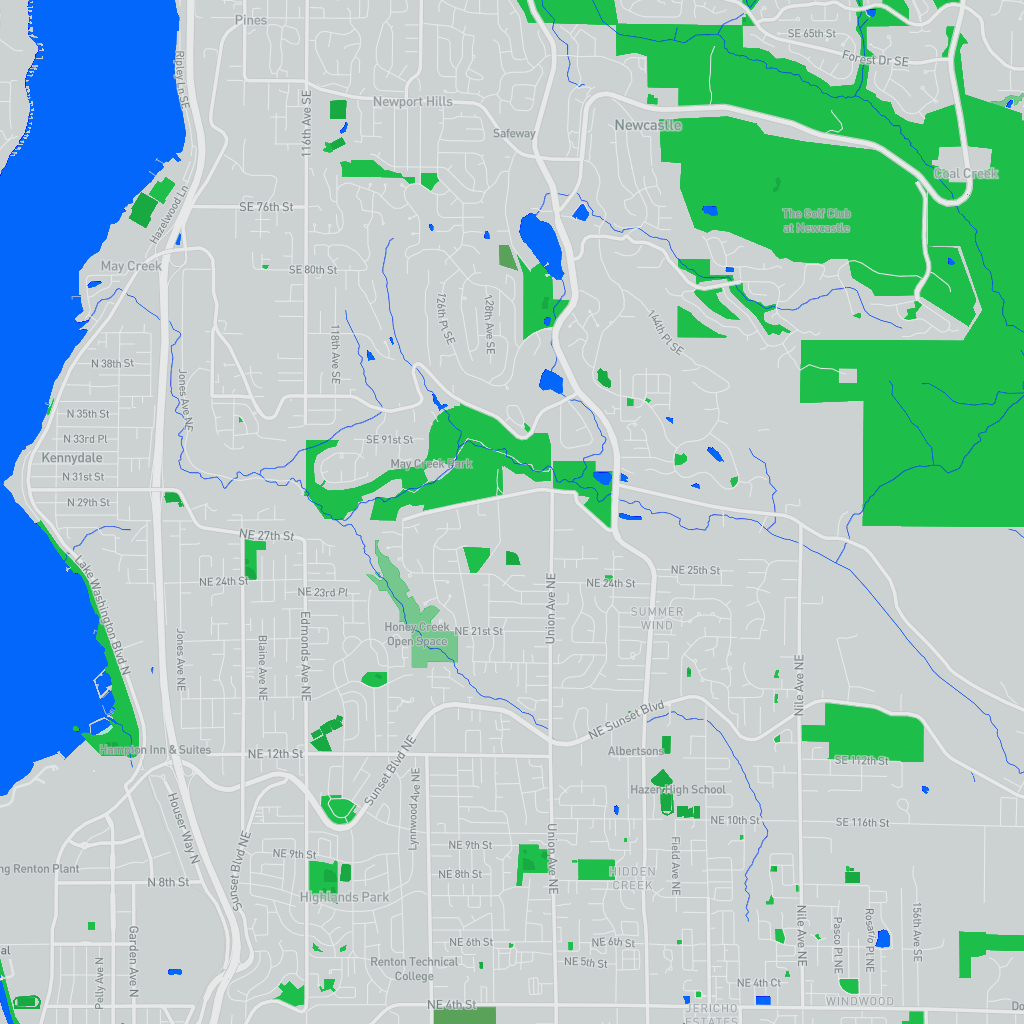 Pines
SE 65th St
Forest Dr SE
Ripley Ln SE
Newport Hills
116th Ave SE
Safeway
Newcastle
Coal Creek
Hazelwood Ln
SE 76th St
The Golf Club
at Newcastle
May Creek
SE 80th St
126th Pl SE
128th Ave SE
144th Pl SE
118th Ave SE
N 38th St
Jones Ave NE
N 35th St
N 33rd Pl
SE 91st St
Kennydale
May Creek Park
N 31st St
N 29th St
NE 27th St
Lake Washington Blvd N
NE 24th St
NE 23rd Pl
NE 25th St
NE 24th St
Union Ave NE
SUMMER
WIND
Honey Creek
Open Space
NE 21st St
Jones Ave NE
Blaine Ave NE
Edmonds Ave NE
Nile Ave NE
NE Sunset Blvd
Hampton Inn & Suites
NE 12th St
Albertsons
SE 112th St
Sunset Blvd NE
Hazen High School
Lynnwood Ave NE
Houser Way N
NE 10th St
SE 116th St
Sunset Blvd NE
NE 9th St
NE 9th St
Union Ave NE
Field Ave NE
ng Renton Plant
N 8th St
NE 8th St
HIDDEN
CREEK
Highlands Park
Garden Ave N
Nile Ave NE
Pasco Pl NE
Rosario Pl NE
156th Ave SE
al
NE 6th St
NE 6th St
Pelly Ave N
Renton Technical
College
NE 5th St
NE 4th Ct
NE 4th St
WINDWOOD
JERICHO
ESTATES
Do